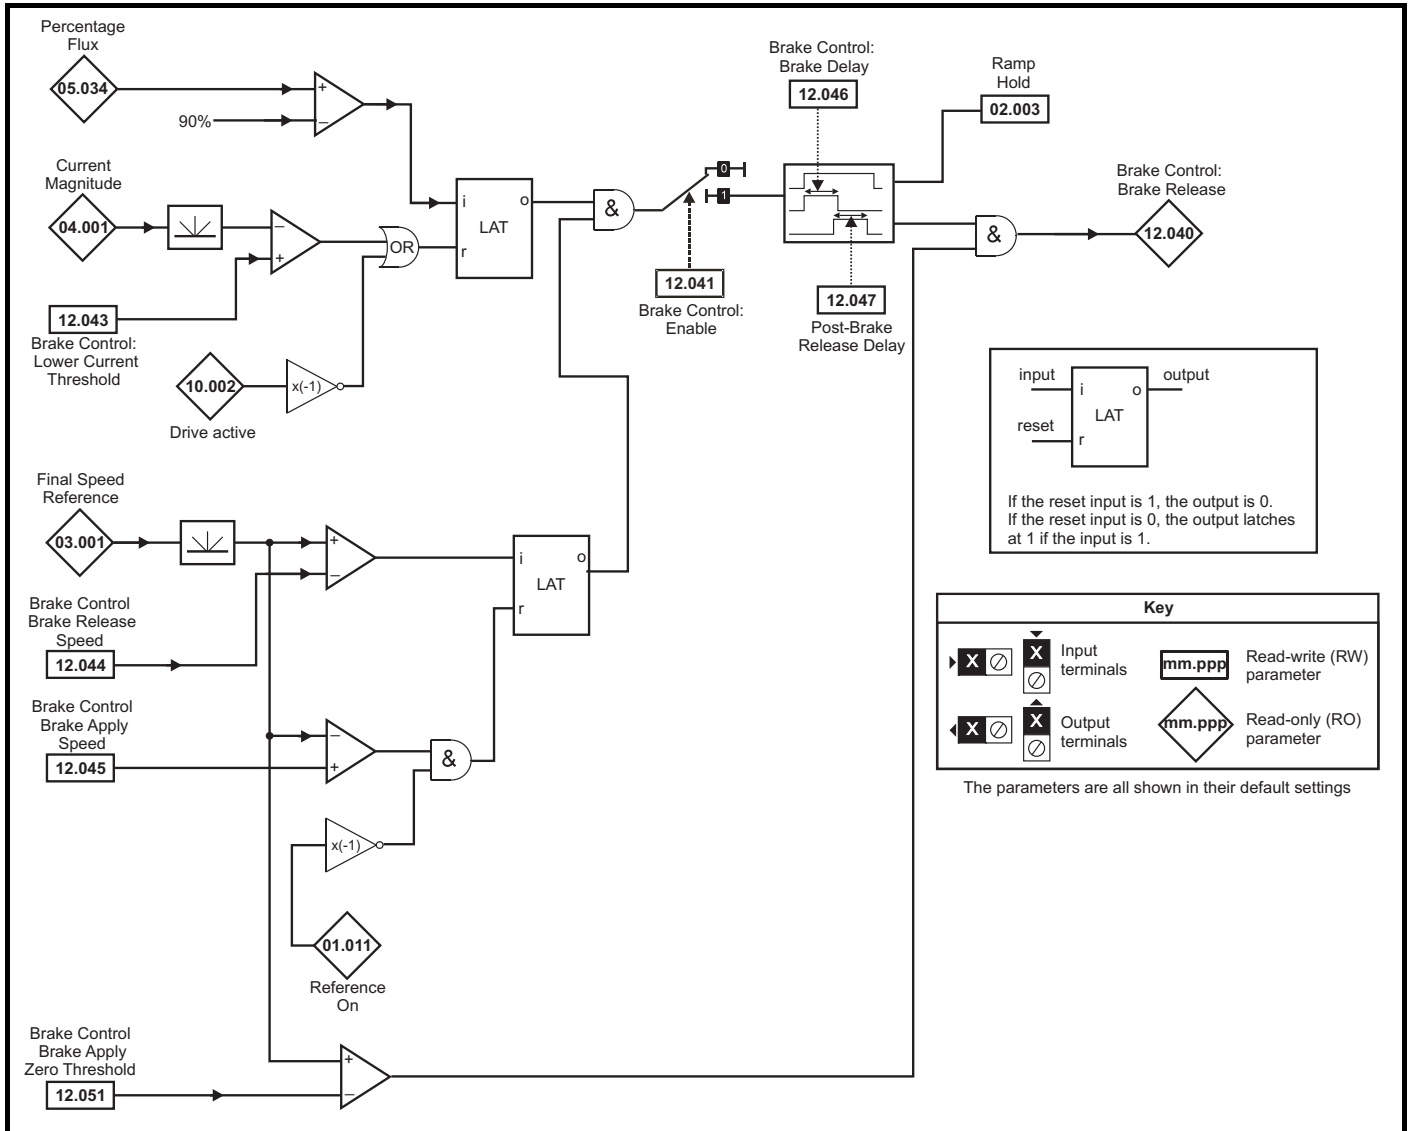 Percentage
Flux
05.034
+
90%
–
Current
Magnitude
04.001
–
+
OR
12.043
Brake Control:
Lower Current
Threshold
10.002
x(-1)
Drive active
i
o
LAT
r
&
0
1
12.041
Brake Control:
Enable
Brake Control:
Brake Delay
12.046
12.047
Post-Brake
Release Delay
Ramp
Hold
02.003
&
Brake Control:
Brake Release
12.040
Final Speed
Reference
03.001
+
–
Brake Control
Brake Release
Speed
12.044
i
o
LAT
r
Brake Control
Brake Apply
Speed
12.045
–
+
&
x(-1)
01.011
Reference
On
Brake Control
Brake Apply
Zero Threshold
12.051
+
–
input
output
i
o
LAT
reset
r
If the reset input is 1, the output is 0.
If the reset input is 0, the output latches
at 1 if the input is 1.
Key
X
X
Input
terminals
mm.ppp
Read-write (RW)
parameter
X
X
Output
terminals
mm.ppp
Read-only (RO)
parameter
The parameters are all shown in their default settings